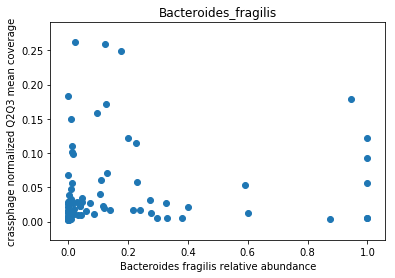 Bacteroides_fragilis
crassphage normalized Q2Q3 mean coverage
0.25
0.20
0.15
0.10
0.05
0.00
0.0 0.2 0.4 0.6 0.8 1.0
Bacteroides fragilis relative abundance